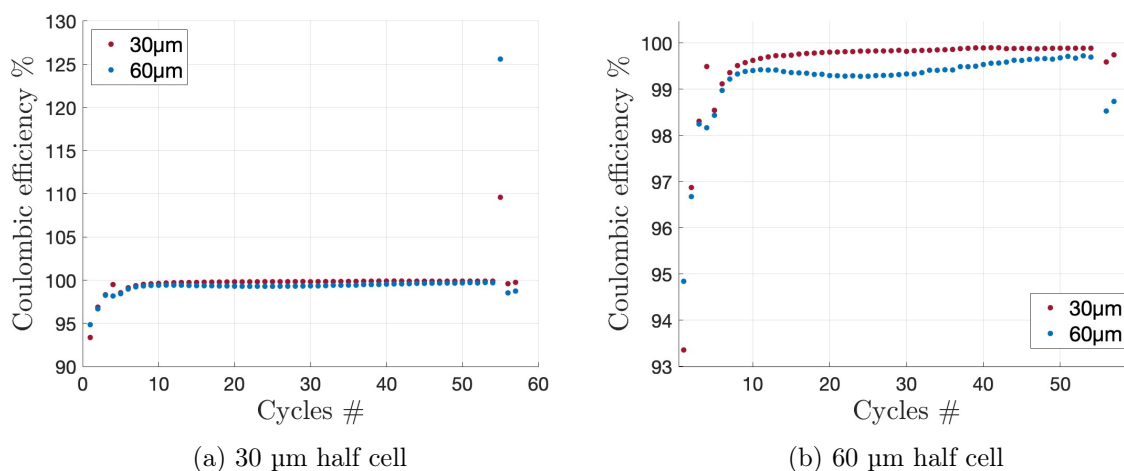 130
125
120
115
110
105
100
95
90
0
10
20
30
40
50
60
Coulombic efficiency %
Cycles #
30µm
60µm
(a) 30 µm half cell
100
99
98
97
96
95
94
93
10
20
30
40
50
Coulombic efficiency %
Cycles #
30µm
60µm
(b) 60 µm half cell